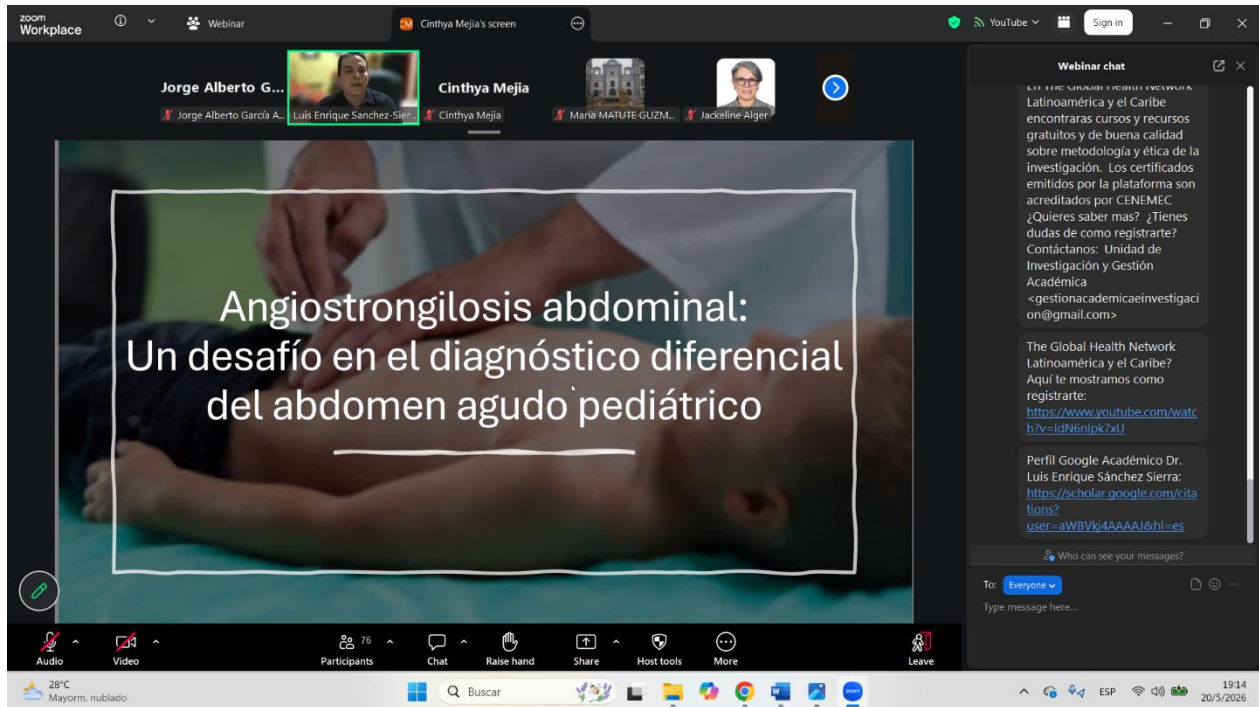 zoom
Workplace
Webinar
CM Cinthya Mejia's screen
YouTube
Sign in
Jorge Alberto G...
Jorge Alberto García A...
Luis Enrique Sanchez-Sier...
Cinthya Mejia
Cinthya Mejia
María MATUTE GUZM...
Jackeline Alger
Angiostrongilosis abdominal:
Un desafío en el diagnóstico diferencial
del abdomen agudo pediátrico
Webinar chat
En The Global Health Network
Latinoamérica y el Caribe
encontraras cursos y recursos
gratuitos y de buena calidad
sobre metodología y ética de la
investigación. Los certificados
emitidos por la plataforma son
acreditados por CENEMEC
¿Quieres saber mas? ¿Tienes
dudas de como registrarte?
Contáctanos: Unidad de
Investigación y Gestión
Académica
<gestionacademicaeinvestigaci
on@gmail.com>
The Global Health Network
Latinoamérica y el Caribe?
Aquí te mostramos como
registrarte:
https://www.youtube.com/watc
h?v=ldN6nlpk7xU
Perfil Google Académico Dr.
Luis Enrique Sánchez Sierra:
https://scholar.google.com/cita
tions?
user=aWBVkj4AAAAJ&hl=es
Who can see your messages?
To: Everyone
Type message here...
Audio
Video
76
Participants
Chat
Raise hand
Share
Host tools
More
Leave
28°C
Mayorm. nublado
Buscar
ESP
19:14
20/5/2026